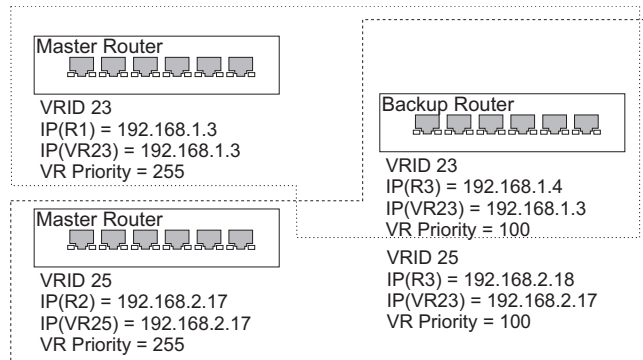 Master Router
VRID 23
IP(R1) = 192.168.1.3
IP(VR23) = 192.168.1.3
VR Priority = 255
Master Router
VRID 25
IP(R2) = 192.168.2.17
IP(VR25) = 192.168.2.17
VR Priority = 255
Backup Router
VRID 23
IP(R3) = 192.168.1.4
IP(VR23) = 192.168.1.3
VR Priority = 100
VRID 25
IP(R3) = 192.168.2.18
IP(VR23) = 192.168.2.17
VR Priority = 100